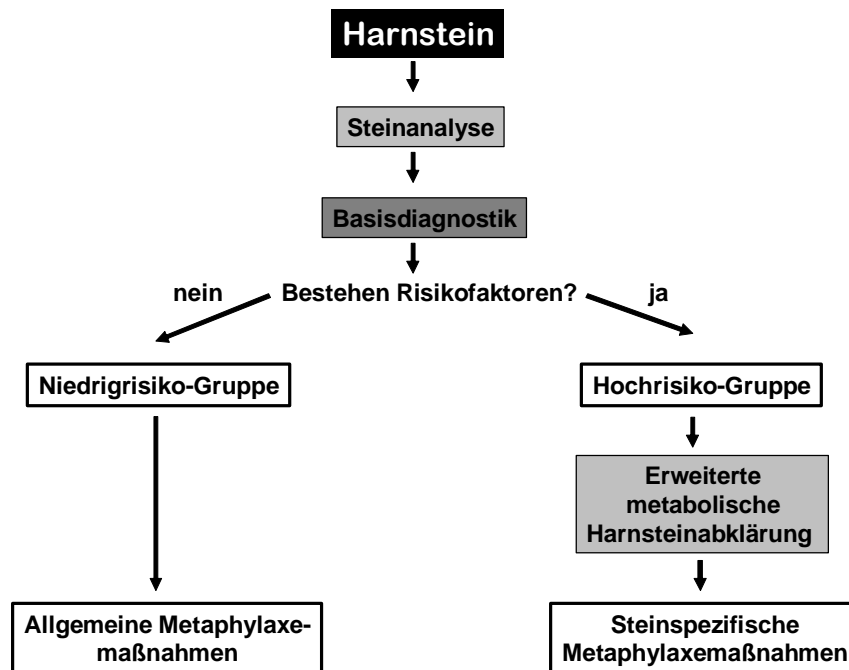 Harnstein
Steinanalyse
Basisdiagnostik
nein
Bestehen Risikofaktoren?
ja
Niedrigrisiko-Gruppe
Hochrisiko-Gruppe
Erweiterte
metabolische
Harnsteinabklärung
Allgemeine Metaphylaxe-
maßnahmen
Steinspezifische
Metaphylaxemaßnahmen